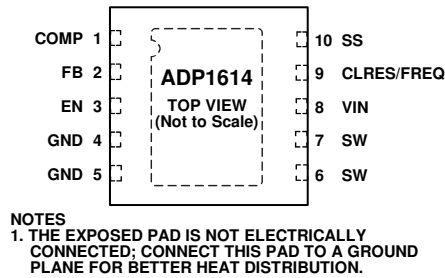 COMP 1
FB 2
EN 3
GND 4
GND 5
ADP1614
TOP VIEW
(Not to Scale)
10 SS
9 CLRES/FREQ
8 VIN
7 SW
6 SW
NOTES
1. THE EXPOSED PAD IS NOT ELECTRICALLY
CONNECTED; CONNECT THIS PAD TO A GROUND
PLANE FOR BETTER HEAT DISTRIBUTION.